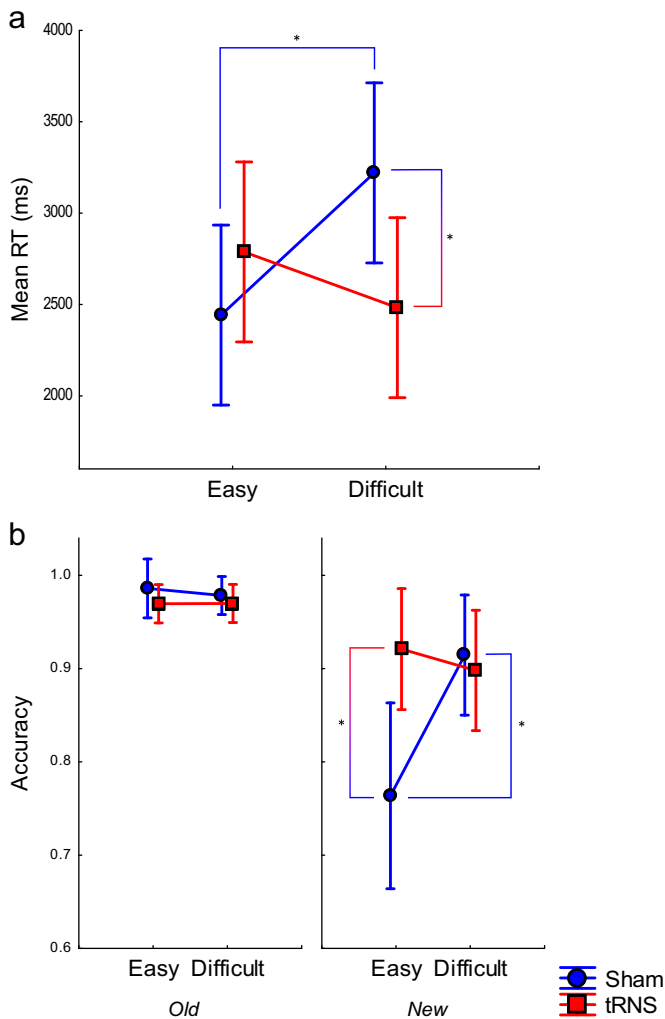 a
*
4000
3500
3000
2500
2000
Mean RT (ms)
*
Easy Difficult
b
1.0
0.9
0.8
0.7
0.6
Accuracy
* *
Easy Difficult Easy Difficult
Old New
Sham
tRNS